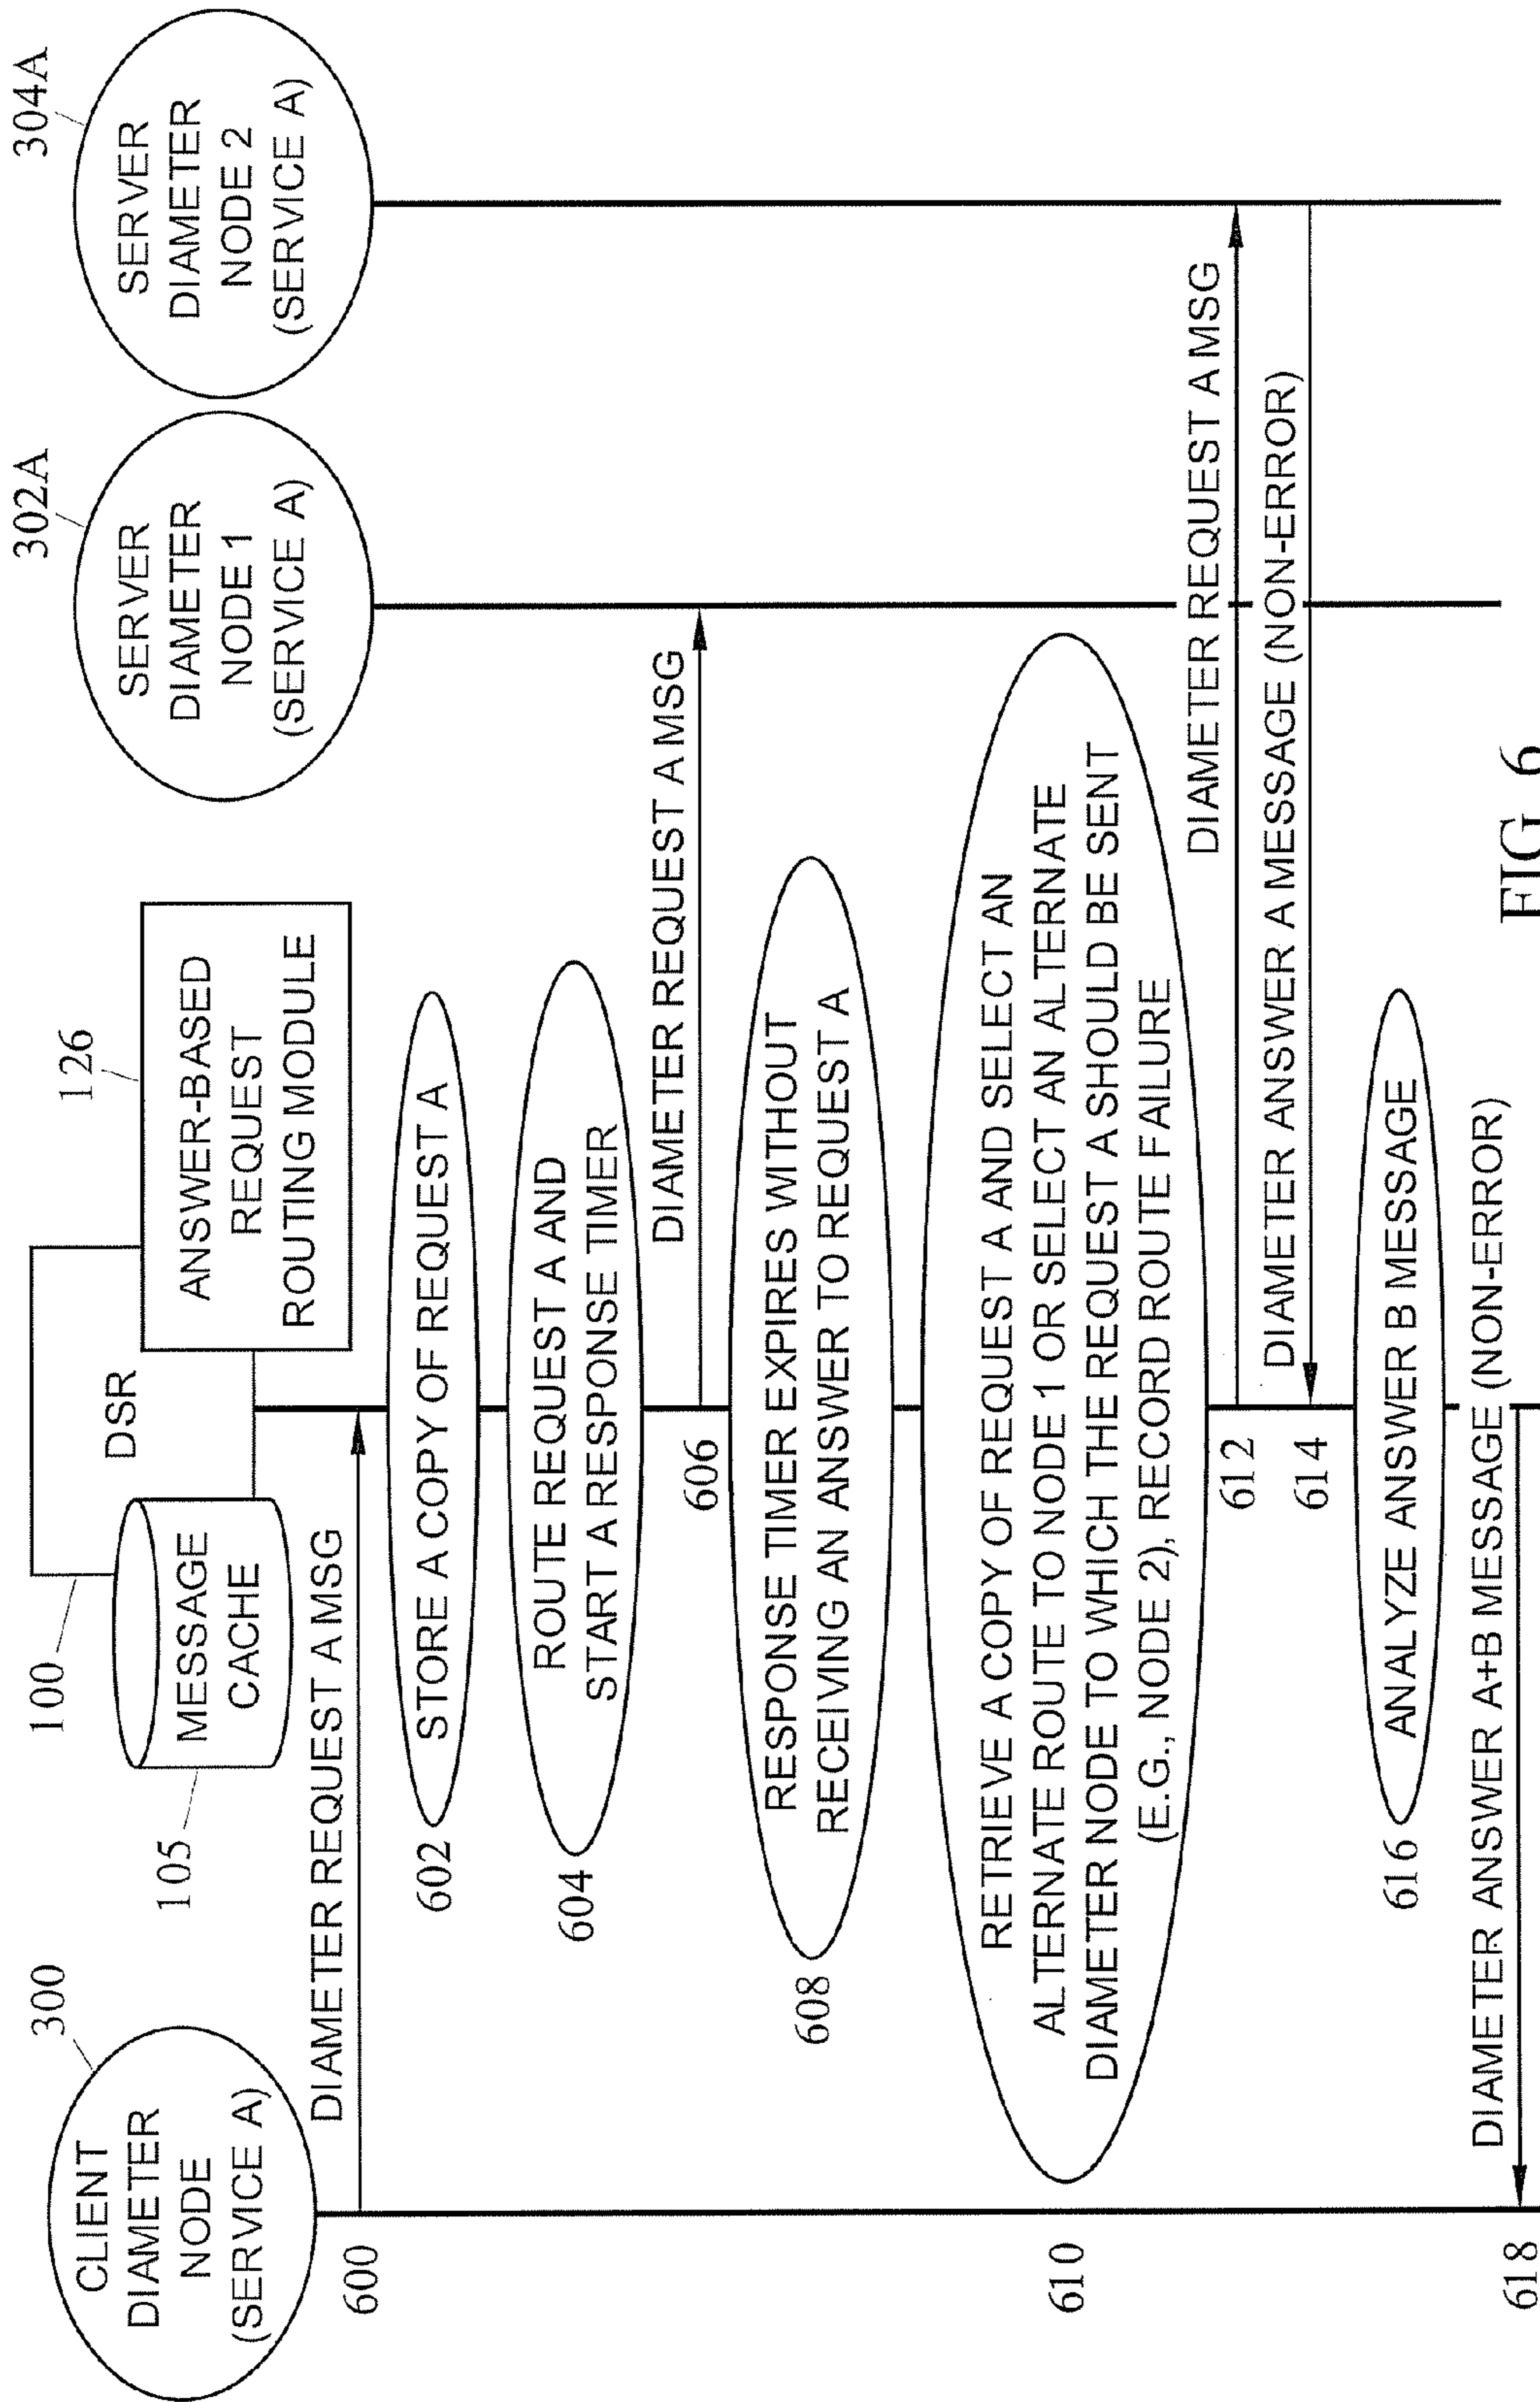 300
CLIENT
DIAMETER
NODE
(SERVICE A)
100
105
MESSAGE
CACHE
DSR
126
ANSWER-BASED
REQUEST
ROUTING MODULE
302A
SERVER
DIAMETER
NODE 1
(SERVICE A)
304A
SERVER
DIAMETER
NODE 2
(SERVICE A)
600
DIAMETER REQUEST A MSG
602
STORE A COPY OF REQUEST A
604
ROUTE REQUEST A AND
START A RESPONSE TIMER
606
DIAMETER REQUEST A MSG
608
RESPONSE TIMER EXPIRES WITHOUT
RECEIVING AN ANSWER TO REQUEST A
610
RETRIEVE A COPY OF REQUEST A AND SELECT AN
ALTERNATE ROUTE TO NODE 1 OR SELECT AN ALTERNATE
DIAMETER NODE TO WHICH THE REQUEST A SHOULD BE SENT
(E.G., NODE 2), RECORD ROUTE FAILURE
612
DIAMETER REQUEST A MSG
614
DIAMETER ANSWER A MESSAGE (NON-ERROR)
616
ANALYZE ANSWER B MESSAGE
618
DIAMETER ANSWER A+B MESSAGE (NON-ERROR)
FIG. 6